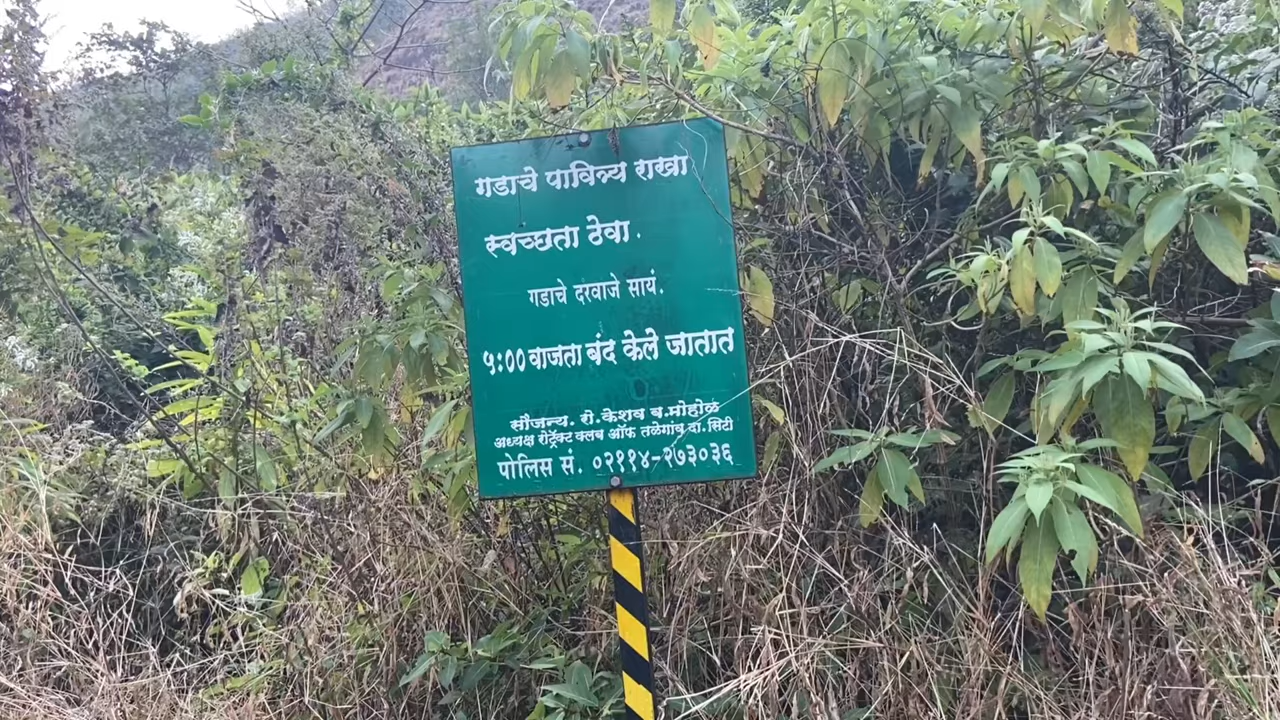 गडाचे पावित्र्य राखा
स्वच्छता ठेवा.
गडाचे दरवाजे सायं.
५:०० वाजता बंद केले जातात
सौजन्य. रो.केशव ब.मोहोळ
अध्यक्ष रोट्रॅक्ट क्लब ऑफ तळेगांव दा. सिटी
पोलिस सं. ०२११४-२७३०३६